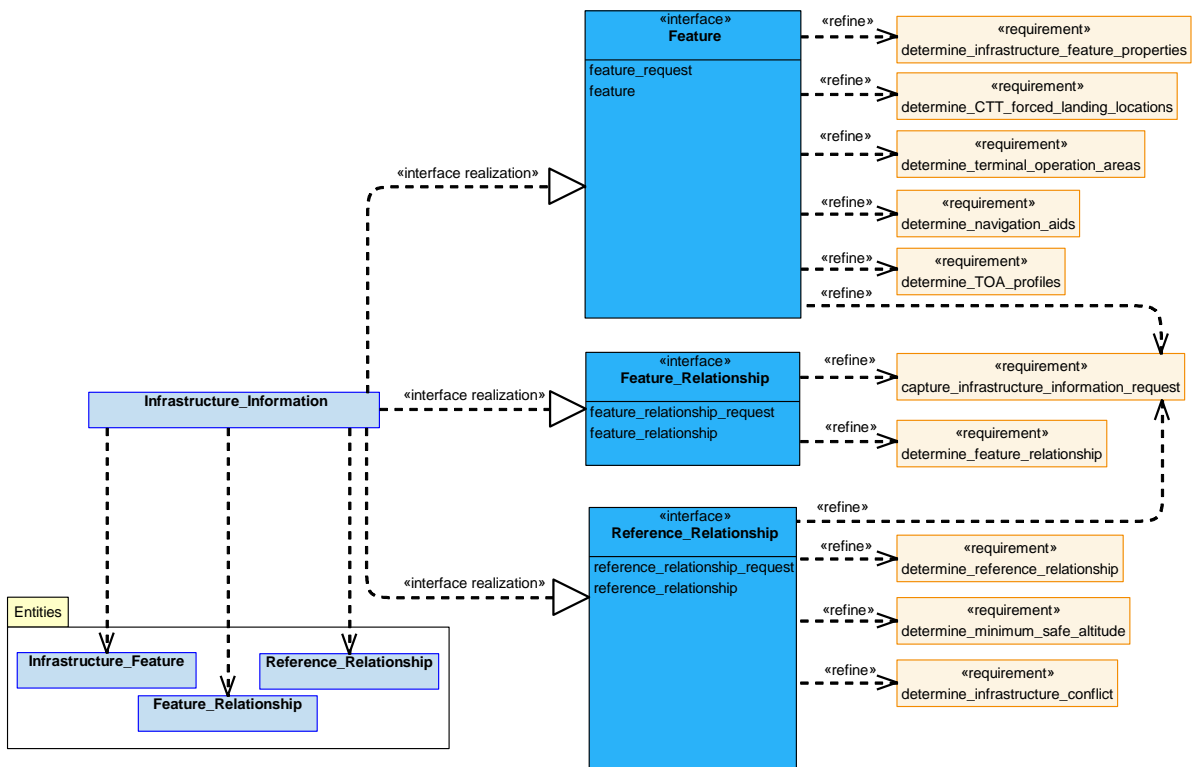 «interface»
Feature
feature_request
feature
«refine»
«requirement»
determine_infrastructure_feature_properties
«refine»
«requirement»
determine_CTT_forced_landing_locations
«refine»
«requirement»
determine_terminal_operation_areas
«interface realization»
«refine»
«requirement»
determine_navigation_aids
«refine»
«requirement»
determine_TOA_profiles
«refine»
«interface»
Feature_Relationship
feature_relationship_request
feature_relationship
«refine»
«requirement»
capture_infrastructure_information_request
Infrastructure_Information
«interface realization»
«refine»
«requirement»
determine_feature_relationship
«interface»
Reference_Relationship
reference_relationship_request
reference_relationship
«refine»
«refine»
«requirement»
determine_reference_relationship
«interface realization»
«refine»
«requirement»
determine_minimum_safe_altitude
«refine»
«requirement»
determine_infrastructure_conflict
Entities
Infrastructure_Feature
Reference_Relationship
Feature_Relationship